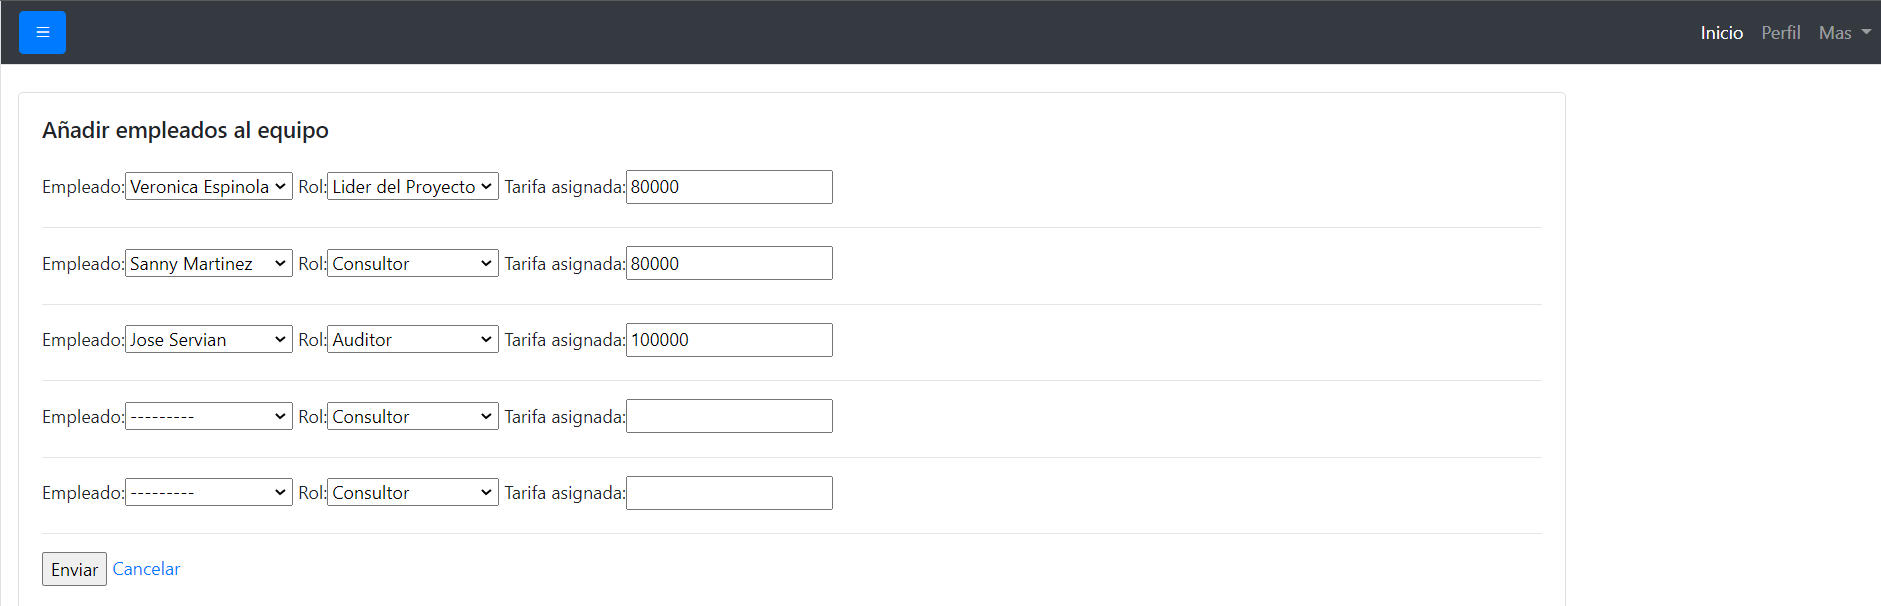 Inicio Perfil Mas
Añadir empleados al equipo
Empleado: Veronica Espinola Rol: Lider del Proyecto Tarifa asignada: 80000
Empleado: Sanny Martinez Rol: Consultor Tarifa asignada: 80000
Empleado: Jose Servian Rol: Auditor Tarifa asignada: 100000
Empleado: --------- Rol: Consultor Tarifa asignada:
Empleado: --------- Rol: Consultor Tarifa asignada:
Enviar Cancelar